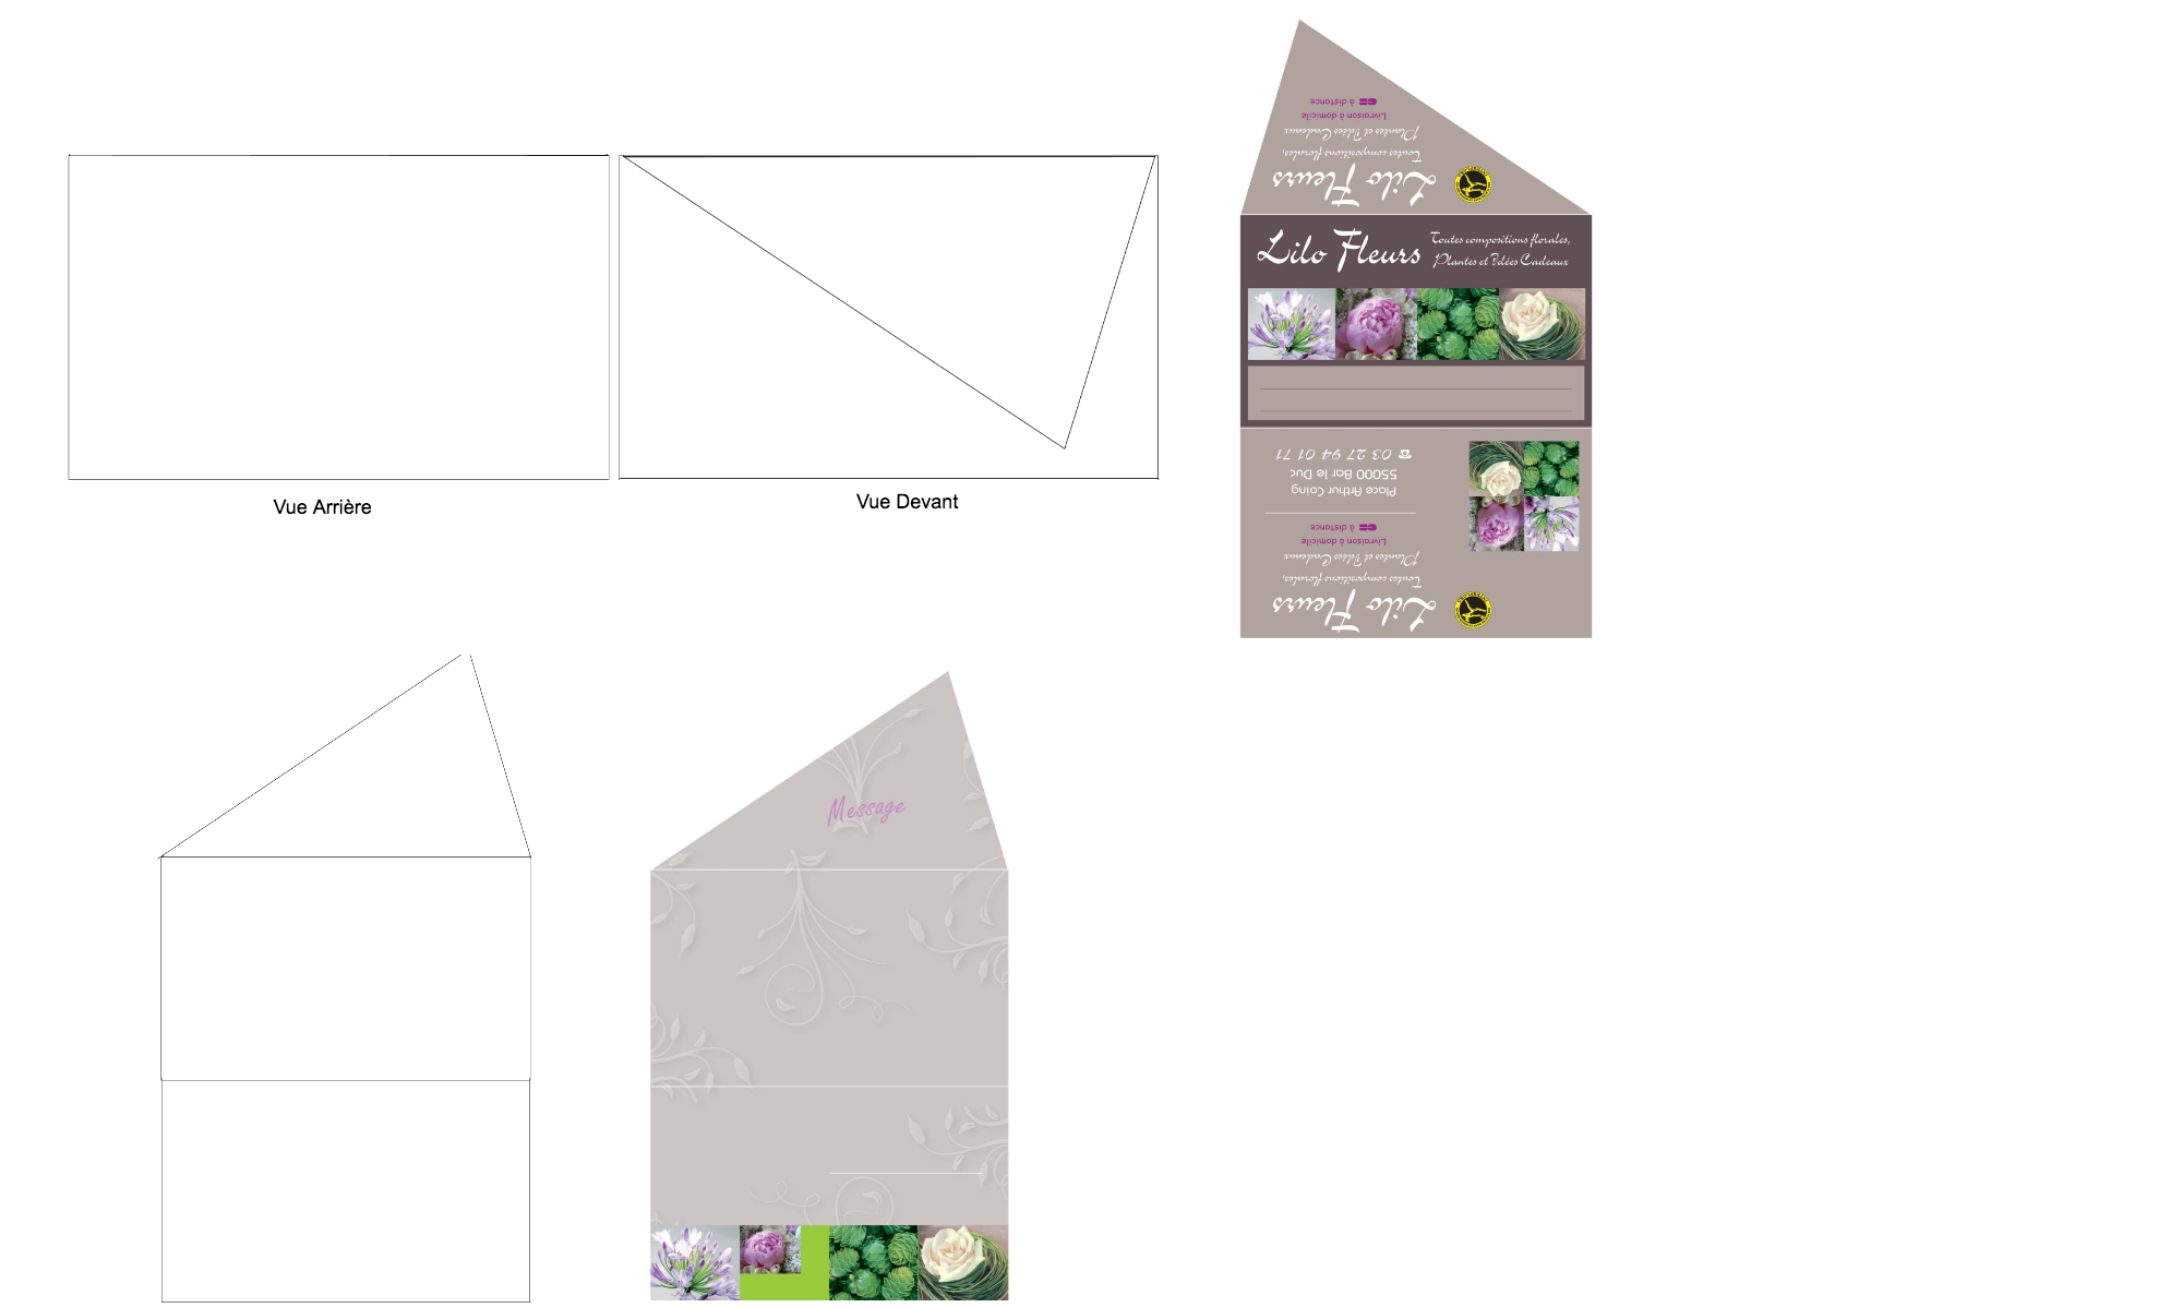 à distance
Livraison à domicile
Plantes et Idées Cadeaux
Toutes compositions florales,
Lilo Fleurs
Lilo Fleurs
Toutes compositions florales,
Plantes et Idées Cadeaux
Vue Arrière
Vue Devant
☎ 03 27 94 01 71
55000 Bar le Duc
Place Arthur Coing
à distance
Livraison à domicile
Plantes et Idées Cadeaux
Toutes compositions florales,
Lilo Fleurs
Message